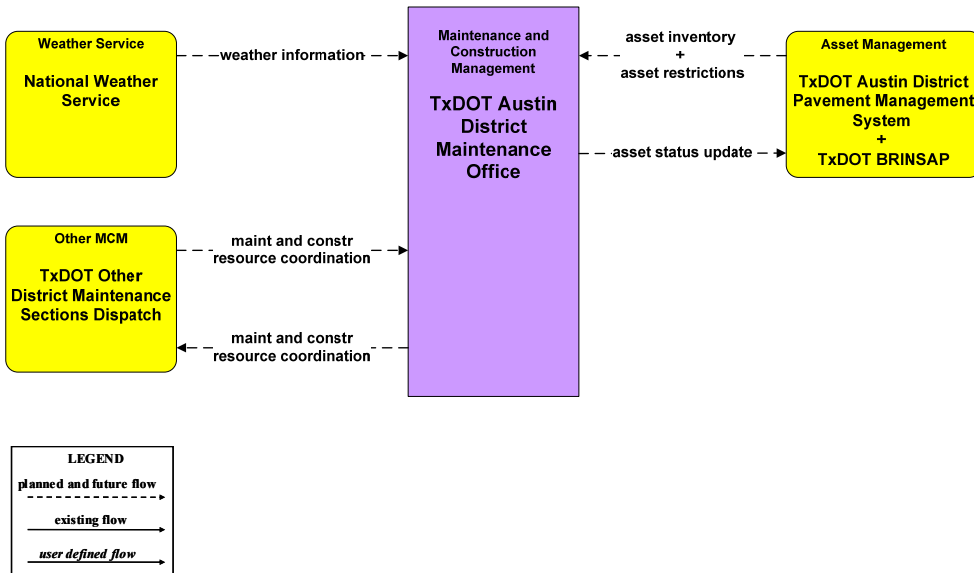 Weather Service
National Weather
Service
weather information
Maintenance and
Construction
Management
TxDOT Austin
District
Maintenance
Office
asset inventory
+
asset restrictions
asset status update
Asset Management
TxDOT Austin District
Pavement Management
System
+
TxDOT BRINSAP
Other MCM
TxDOT Other
District Maintenance
Sections Dispatch
maint and constr
resource coordination
maint and constr
resource coordination
LEGEND
planned and future flow
existing flow
user defined flow